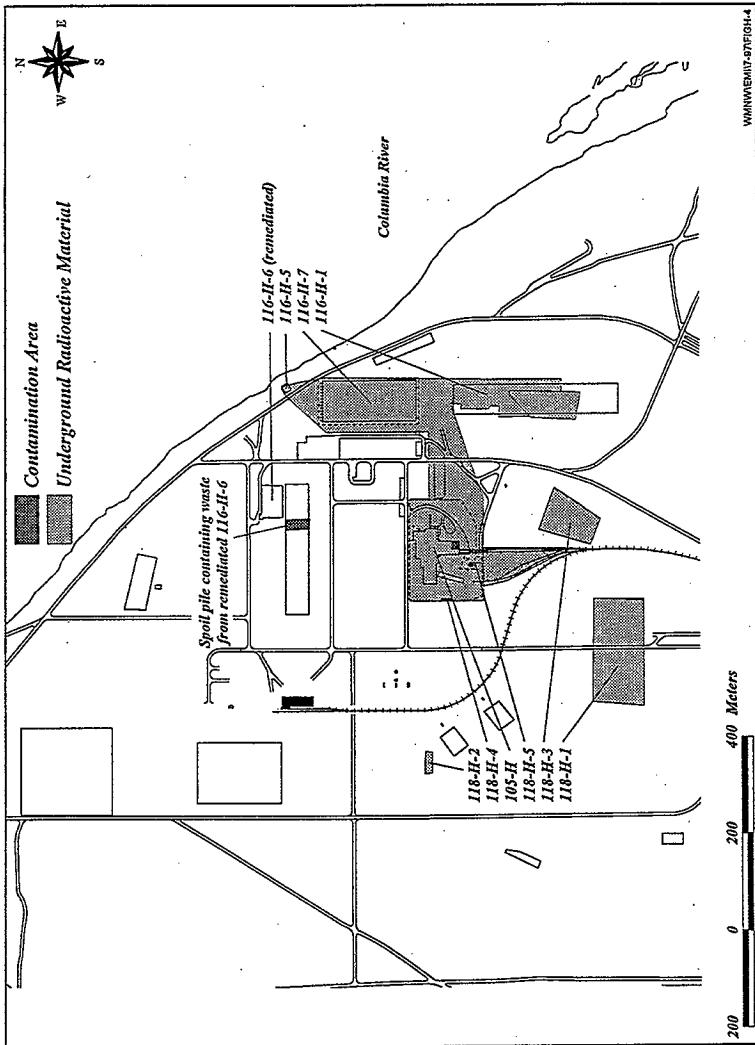 N
W E
S
Contamination Area
Underground Radioactive Material
116-H-6 (remediated)
116-H-5
116-H-7
116-H-1
Columbia River
Spoil pile containing waste
from remediated 116-H-6
118-H-2
118-H-4
105-H
118-H-5
118-H-3
118-H-1
200 0 200 400 Meters